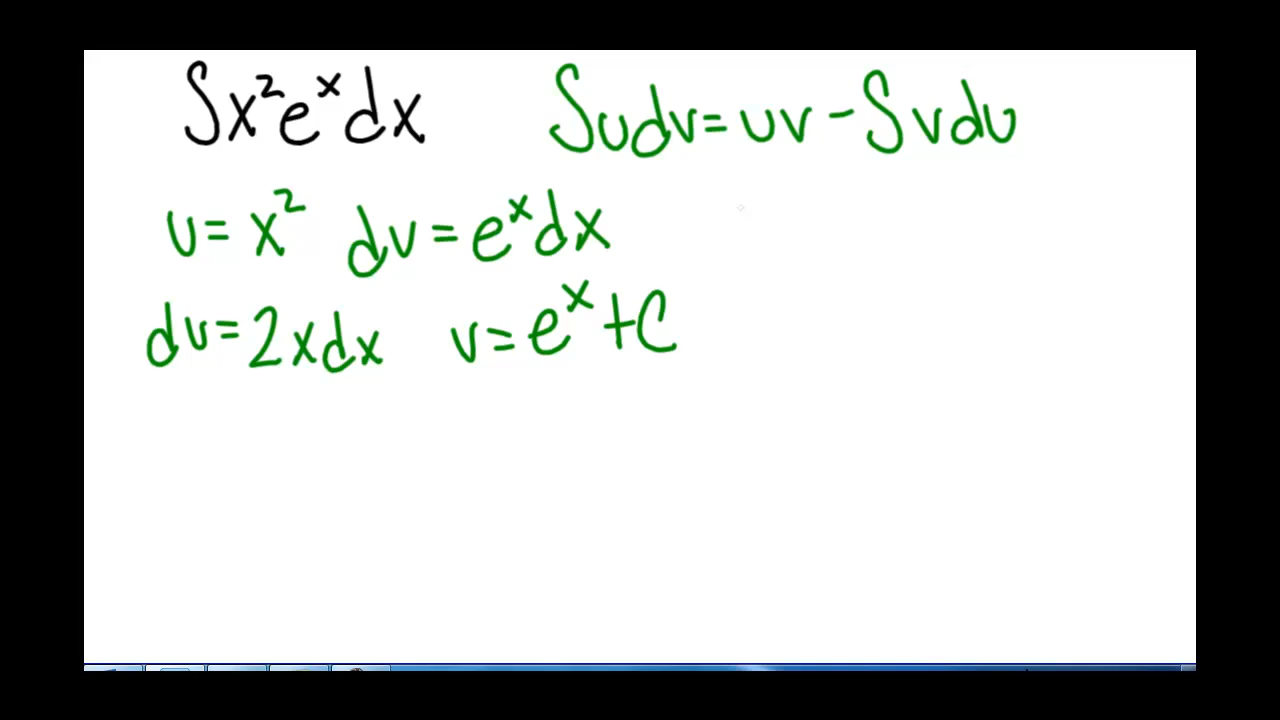 ∫x²eˣdx ∫udv=uv-∫vdu
u=x² dv=eˣdx
du=2xdx v=eˣ+C